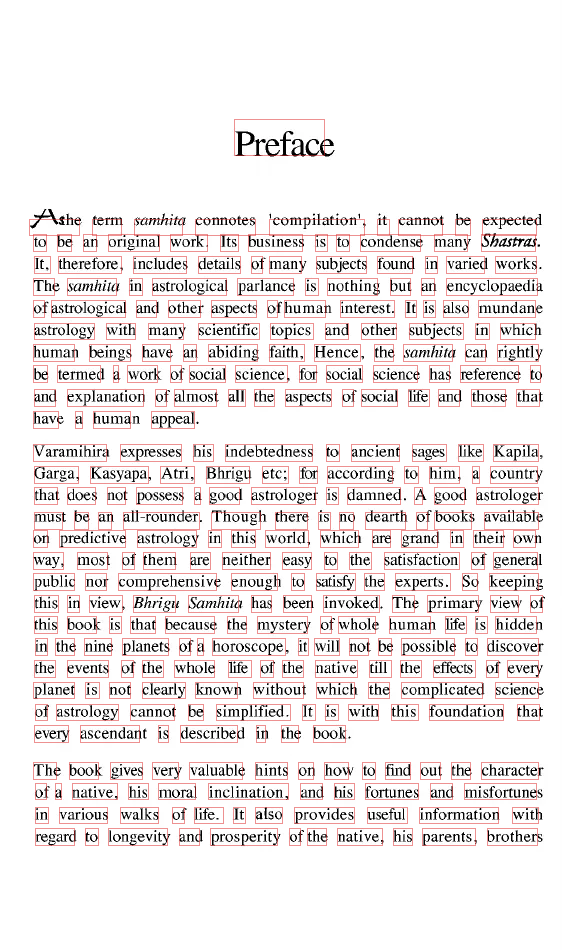 Preface
As the term samhita connotes 'compilation', it cannot be expected
to be an original work. Its business is to condense many Shastras.
It, therefore, includes details of many subjects found in varied works.
The samhita in astrological parlance is nothing but an encyclopaedia
of astrological and other aspects of human interest. It is also mundane
astrology with many scientific topics and other subjects in which
human beings have an abiding faith, Hence, the samhita can rightly
be termed a work of social science, for social science has reference to
and explanation of almost all the aspects of social life and those that
have a human appeal.
Varamihira expresses his indebtedness to ancient sages like Kapila,
Garga, Kasyapa, Atri, Bhrigu etc; for according to him, a country
that does not possess a good astrologer is damned. A good astrologer
must be an all-rounder. Though there is no dearth of books available
on predictive astrology in this world, which are grand in their own
way, most of them are neither easy to the satisfaction of general
public nor comprehensive enough to satisfy the experts. So keeping
this in view, Bhrigu Samhita has been invoked. The primary view of
this book is that because the mystery of whole human life is hidden
in the nine planets of a horoscope, it will not be possible to discover
the events of the whole life of the native till the effects of every
planet is not clearly known without which the complicated science
of astrology cannot be simplified. It is with this foundation that
every ascendant is described in the book.
The book gives very valuable hints on how to find out the character
of a native, his moral inclination, and his fortunes and misfortunes
in various walks of life. It also provides useful information with
regard to longevity and prosperity of the native, his parents, brothers